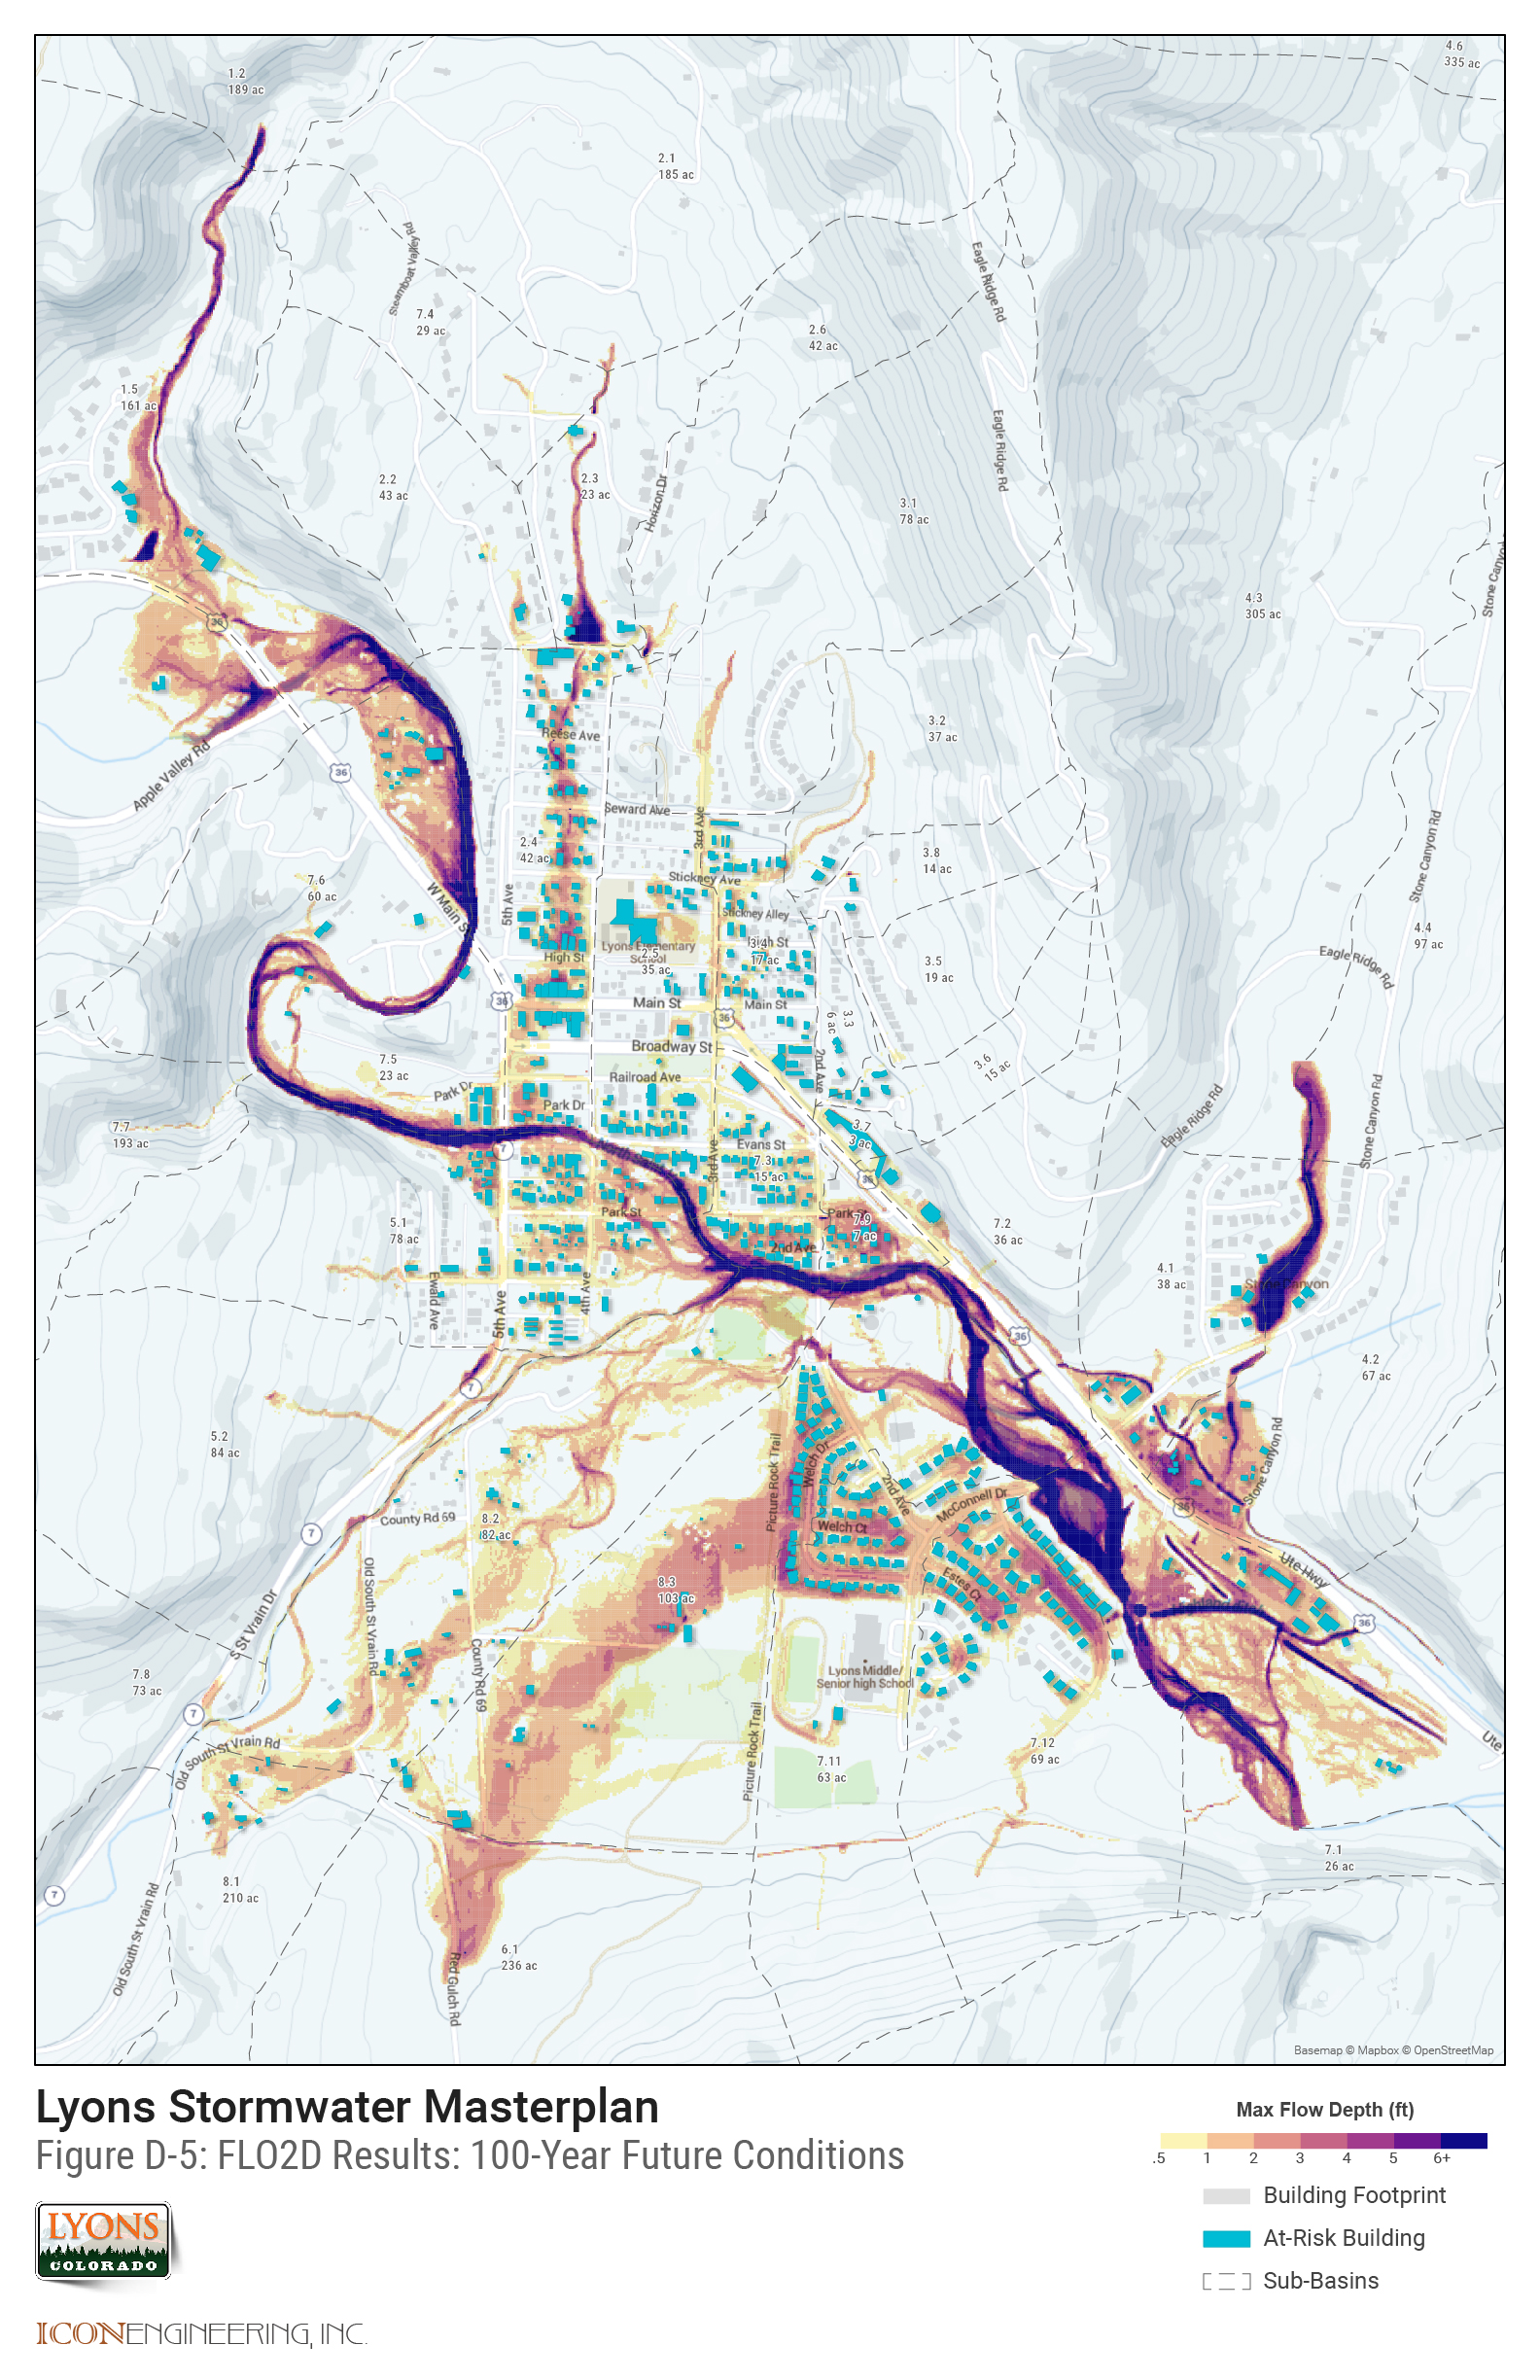 1.2
189 ac
4.6
335 ac
2.1
185 ac
Steamboat Valley Rd
Eagle Ridge Rd
7.4
29 ac
2.6
42 ac
1.5
161 ac
Eagle Ridge Rd
2.2
43 ac
2.3
23 ac
Horizon Dr
3.1
78 ac
4.3
305 ac
36
Apple Valley Rd
36
Reese Ave
3.2
37 ac
Seward Ave
3rd Ave
2.4
42 ac
3.8
14 ac
Stone Canyon Rd
7.6
60 ac
W Main St
5th Ave
Stickney Ave
Stickney Alley
High St
3.4
17 ac
4.4
97 ac
Lyons Elementary
School
2.5
35 ac
High St
3.5
19 ac
Eagle Ridge Rd
36
Main St
Main St
36
3.3
6 ac
Broadway St
2nd Ave
7.5
23 ac
3.6
15 ac
Railroad Ave
Park Dr
Park Dr
Eagle Ridge Rd
Stone Canyon Rd
7.7
193 ac
7
3.7
3 ac
Evans St
3rd Ave
7.3
15 ac
36
5.1
78 ac
Park St
7.9
7 ac
2nd Ave
7.2
36 ac
4.1
38 ac
Ewald Ave
4th Ave
5th Ave
36
4.2
67 ac
7
5.2
84 ac
Picture Rock Trail
Welch Dr
2nd Ave
McConnell Dr
Stone Canyon Rd
36
7
County Rd 69
8.2
82 ac
Welch Ct
Ute Hwy
Old South St Vrain Rd
8.3
103 ac
Estes Ct
36
S St Vrain Dr
7.8
73 ac
County Rd 69
Lyons Middle/
Senior high School
7
Old South St Vrain Rd
Picture Rock Trail
7.11
63 ac
7.12
69 ac
Ute
7.1
26 ac
7
8.1
210 ac
Old South St Vrain Rd
6.1
236 ac
Red Gulch Rd
Basemap © Mapbox © OpenStreetMap
Lyons Stormwater Masterplan
Figure D-5: FLO2D Results: 100-Year Future Conditions
Max Flow Depth (ft)
.5 1 2 3 4 5 6+
Building Footprint
At-Risk Building
Sub-Basins
LYONS
COLORADO
ICON ENGINEERING, INC.